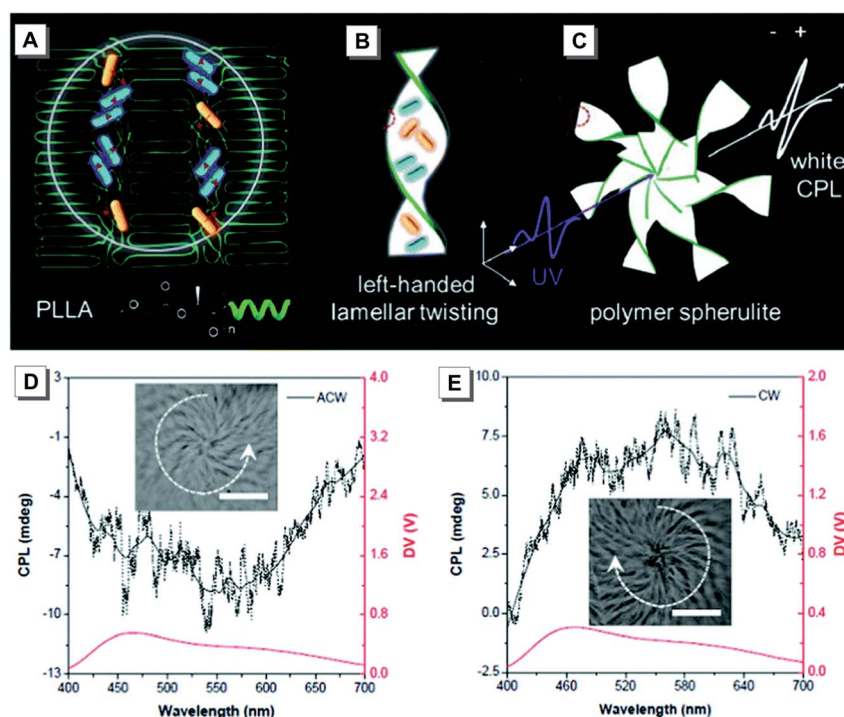 A
B
C
- +
white
CPL
UV
PLLA
n
left-handed
lamellar twisting
polymer spherulite
D
3
-1
-4
-7
-10
-13
CPL (mdeg)
ACW
4.0
3.2
2.4
1.6
0.8
0.0
DV (V)
400 450 500 550 600 650 700
Wavelength (nm)
E
10.0
7.5
5.0
2.5
0.0
-2.5
CPL (mdeg)
CW
2.0
1.6
1.2
0.8
0.4
0.0
DV (V)
400 460 520 580 640 700
Wavelength (nm)